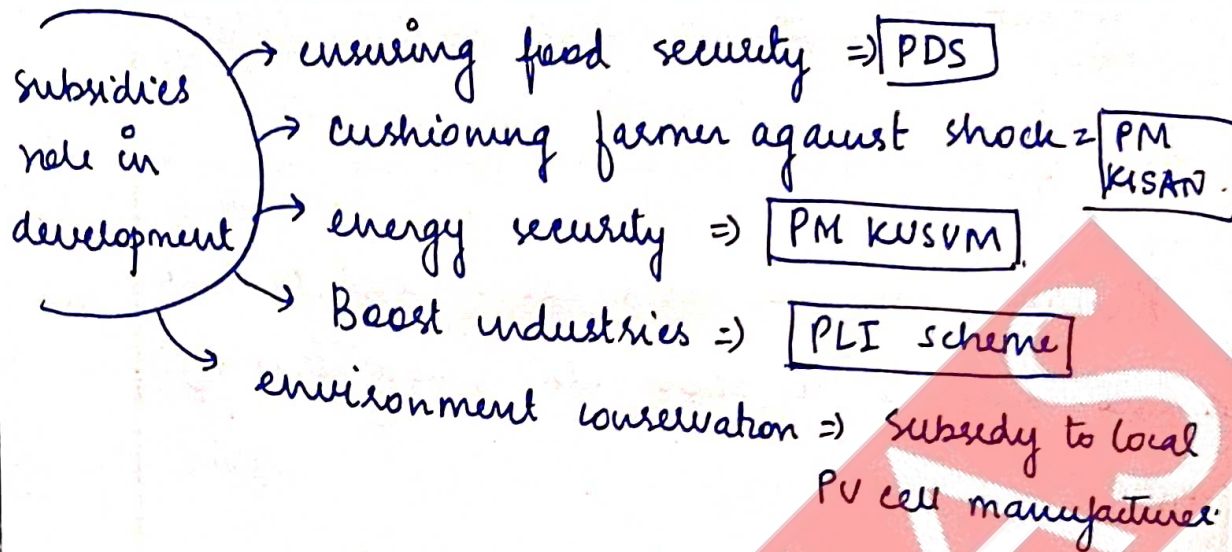 subsidies
role in
development
→ ensuring food security => PDS
→ cushioning farmer against shock = PM
KISAN.
→ energy security => PM KUSUM
→ Boost industries => PLI scheme
→ environment conservation => Subsedy to local
PV cell manufacturer.